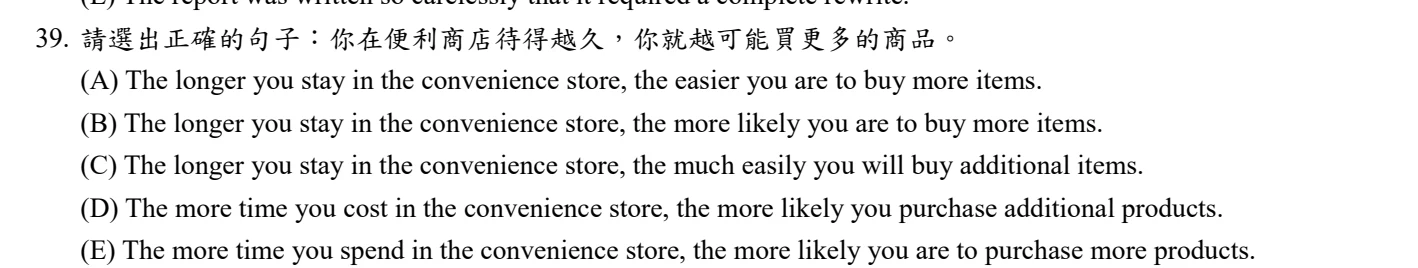 (E) The report was written so carelessly that it required a complete rewrite.
39. 請選出正確的句子：你在便利商店待得越久，你就越可能買更多的商品。
(A) The longer you stay in the convenience store, the easier you are to buy more items.
(B) The longer you stay in the convenience store, the more likely you are to buy more items.
(C) The longer you stay in the convenience store, the much easily you will buy additional items.
(D) The more time you cost in the convenience store, the more likely you purchase additional products.
(E) The more time you spend in the convenience store, the more likely you are to purchase more products.